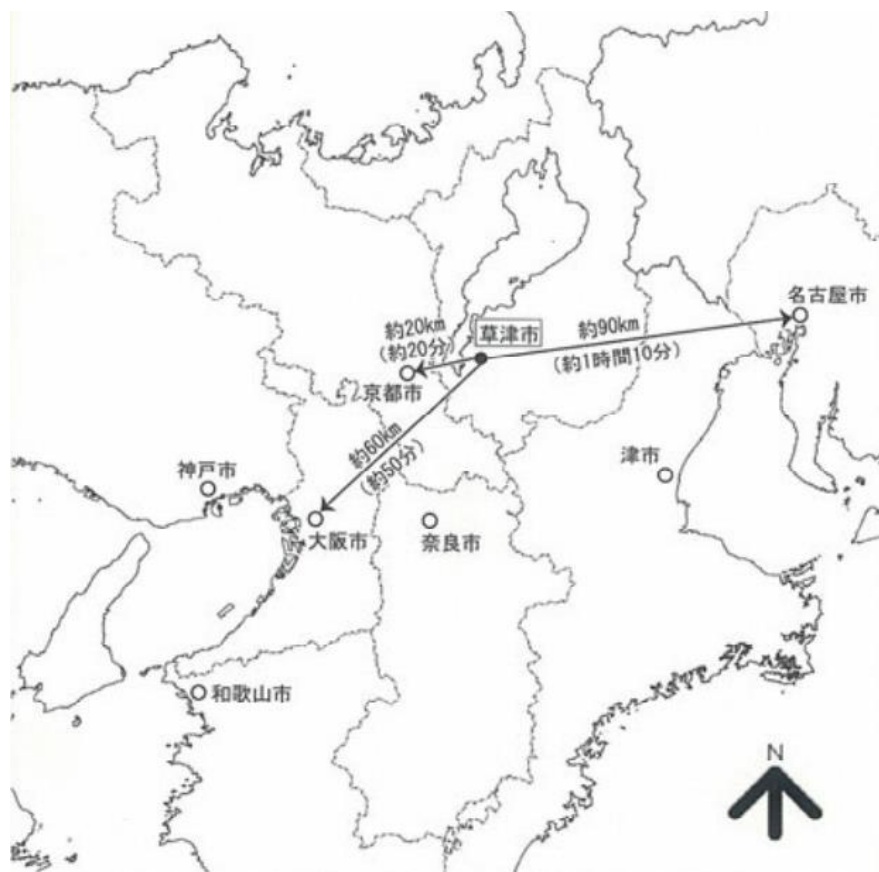 名古屋市
約20km
(約20分)
草津市
約90km
(約1時間10分)
京都市
約60km
(約50分)
神戸市
津市
大阪市
奈良市
和歌山市
N